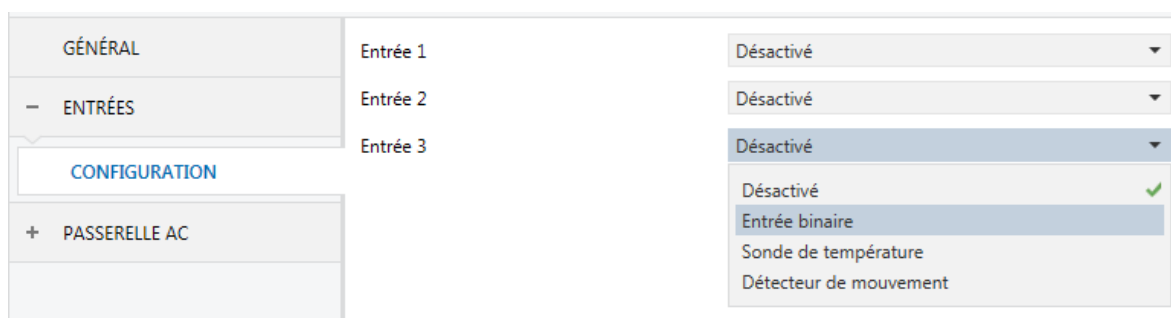 GÉNÉRAL
− ENTRÉES
CONFIGURATION
+ PASSERELLE AC
Entrée 1 Désactivé
Entrée 2 Désactivé
Entrée 3 Désactivé
Désactivé
Entrée binaire
Sonde de température
Détecteur de mouvement